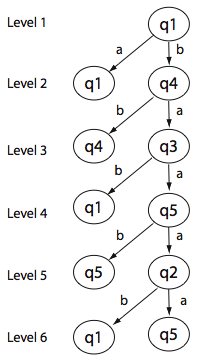 Level 1 q1
a b
Level 2 q1 q4
b a
Level 3 q4 q3
b a
Level 4 q1 q5
b a
Level 5 q5 q2
b a
Level 6 q1 q5